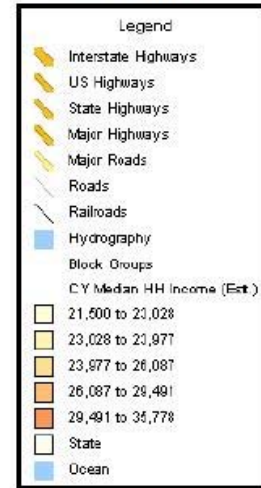 Legend
Interstate Highways
US Highways
State Highways
Major Highways
Major Roads
Roads
Railroads
Hydrography
Block Groups
CY Median HH Income (Est.)
21,500 to 23,028
23,028 to 23,977
23,977 to 26,087
26,087 to 29,491
29,491 to 35,778
State
Ocean